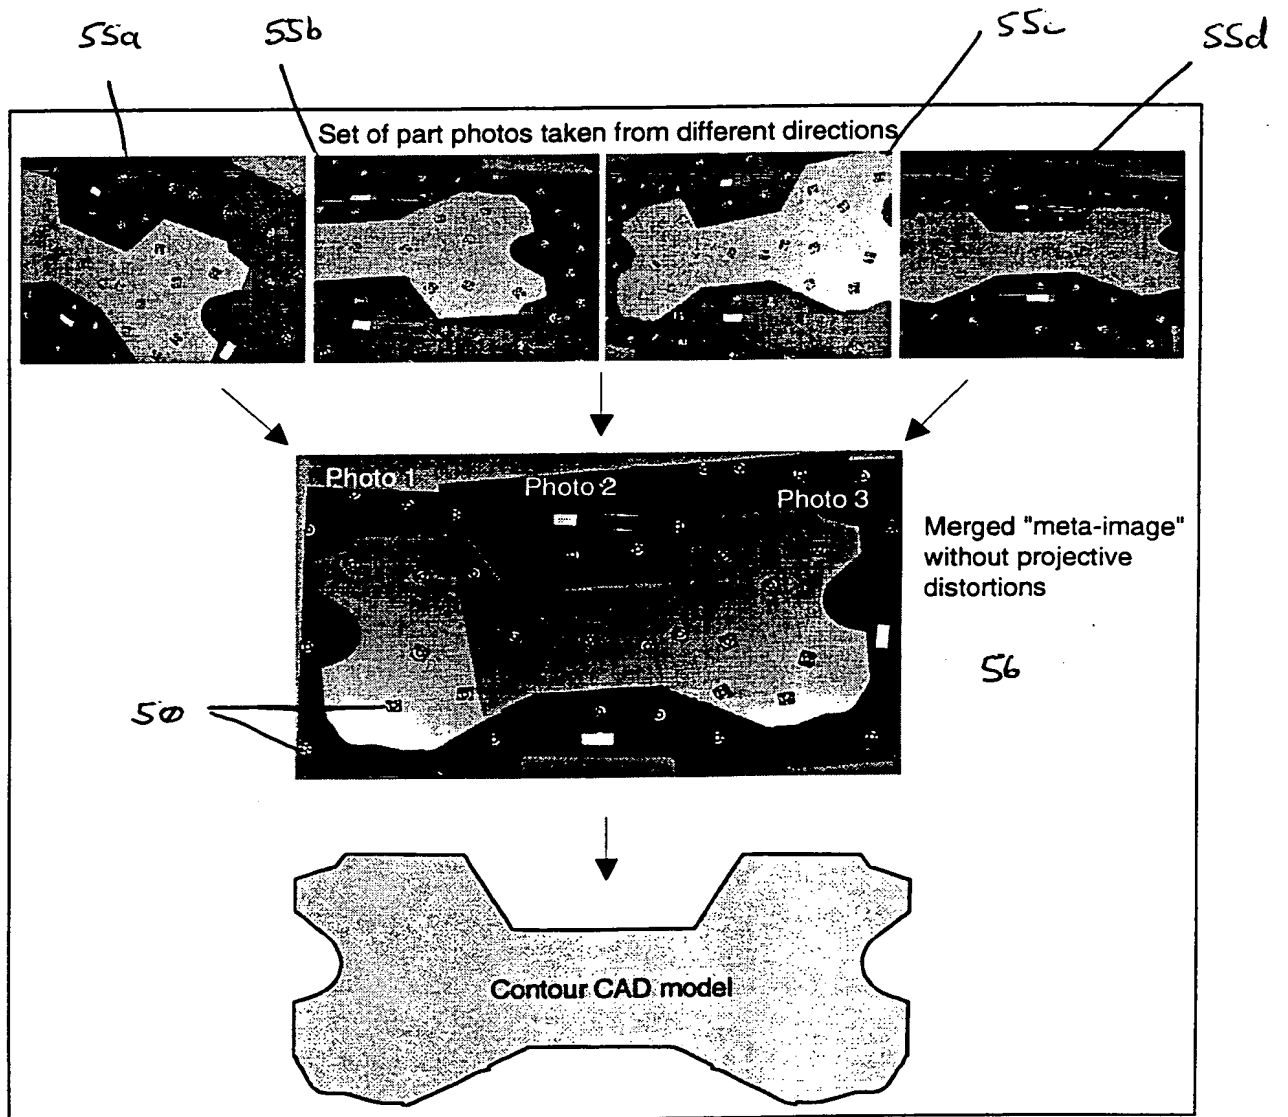 55a
55b
55c
55d
Set of part photos taken from different directions
Photo 1
Photo 2
Photo 3
Merged "meta-image"
without projective
distortions
56
50
Contour CAD model